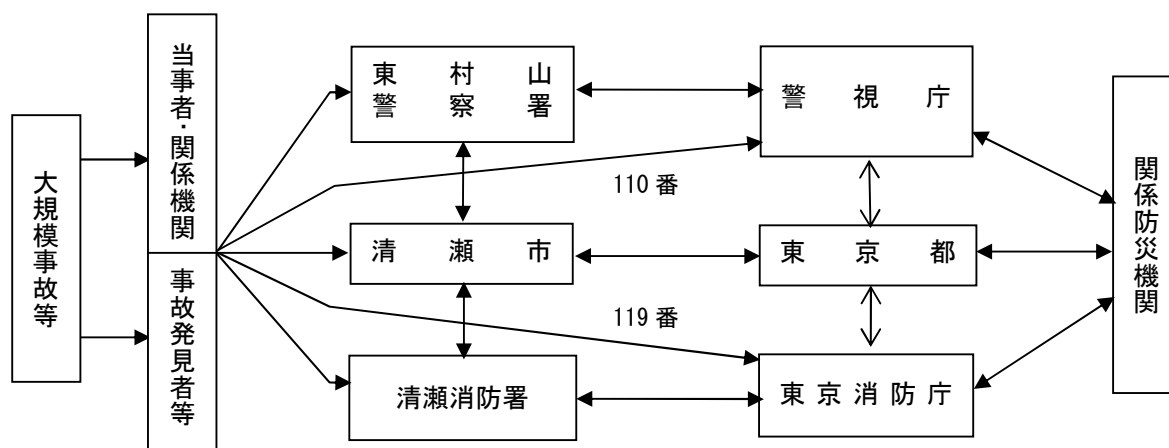 大規模事故等
当事者・関係機関
事故発見者等
東村山
警察署
清瀬市
清瀬消防署
110番
119番
警視庁
東京都
東京消防庁
関係防災機関